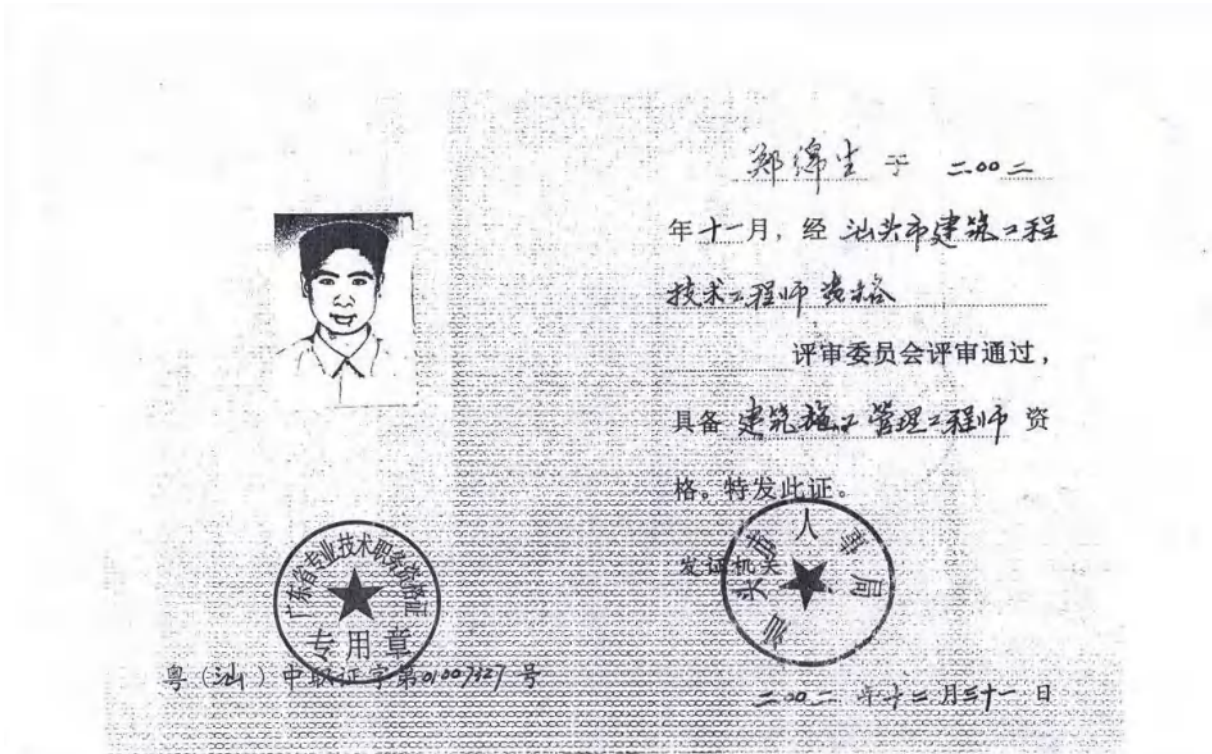 郑绵生 于 二〇〇二
年十一月，经 汕头市建筑工程
技术工程师资格
评审委员会评审通过，
具备 建筑施工管理工程师 资
格。特发此证。
发证机关
汕头市人事局
广东省专业技术职务资格证
专用章
粤（汕）中职证字第01007327号
二〇〇二年十二月三十一日